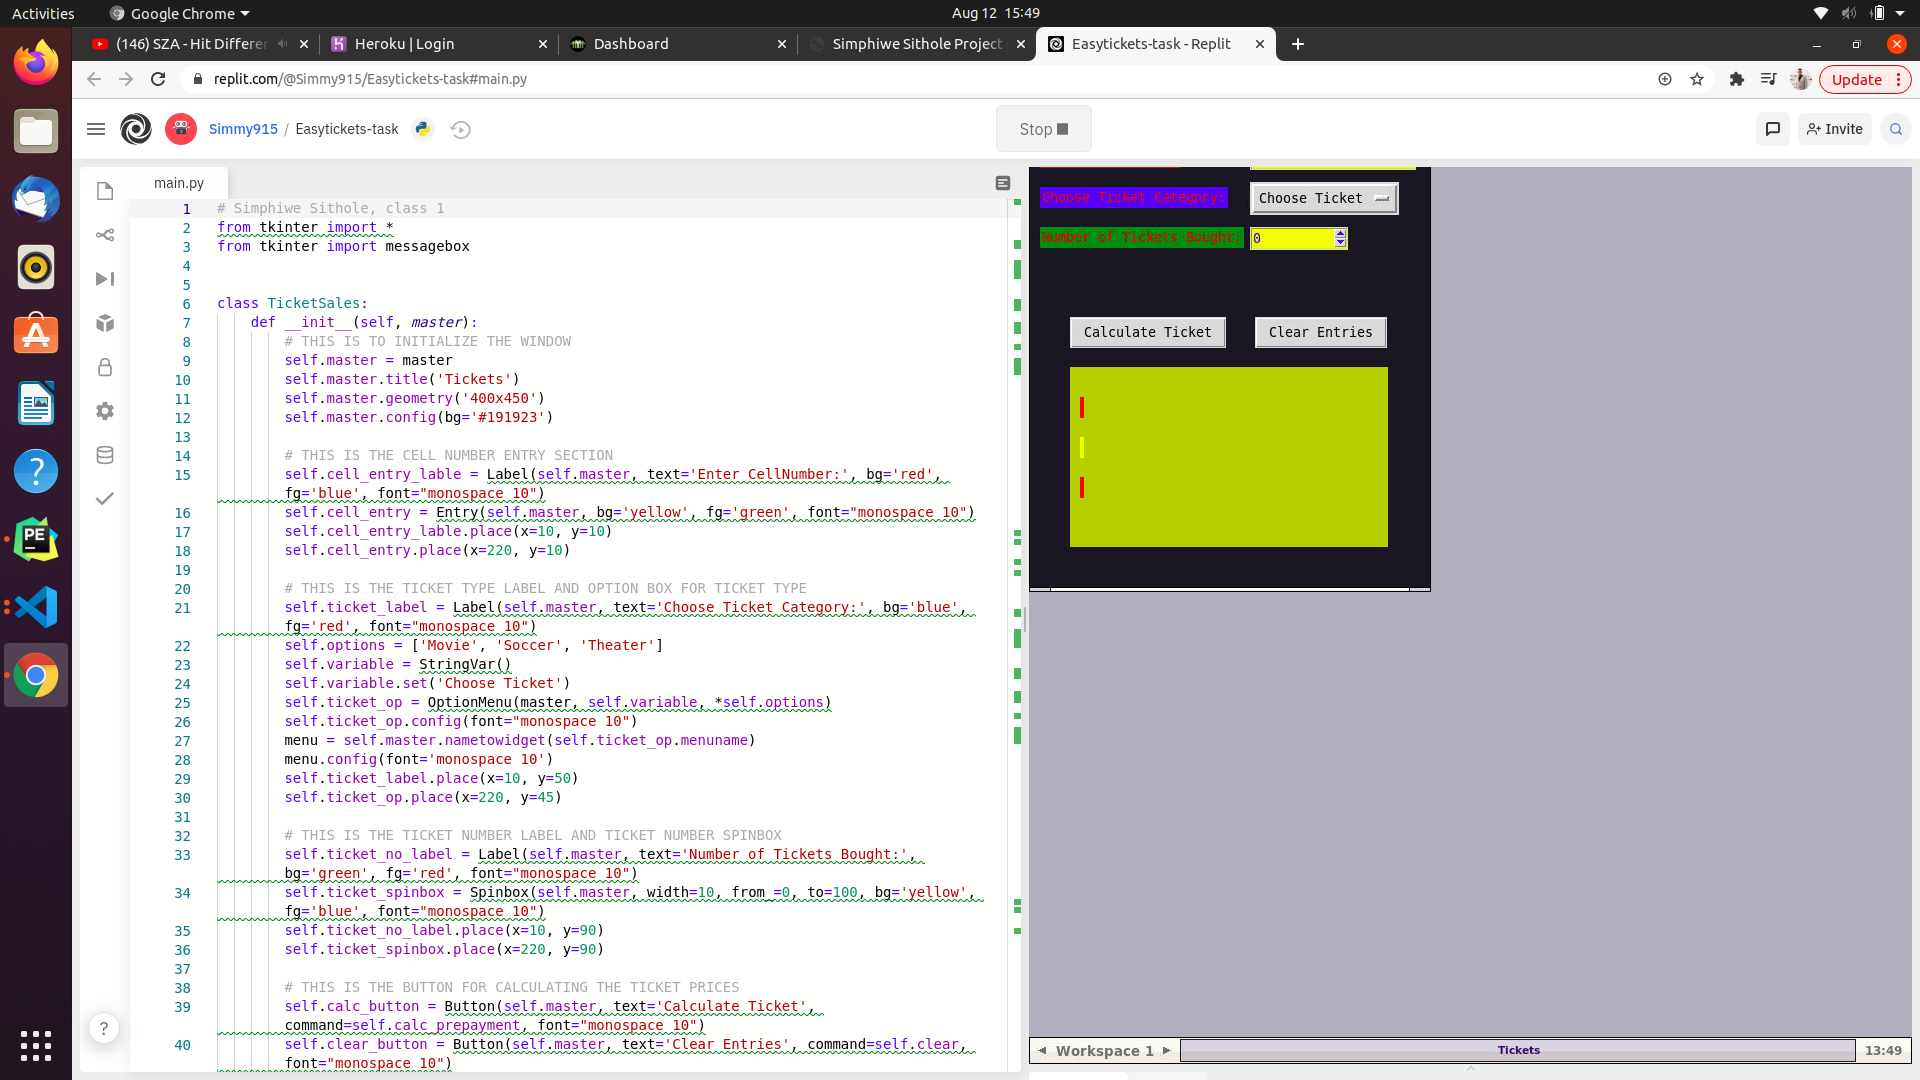 Activities
Google Chrome
Aug 12 15:49
(146) SZA - Hit Differen
Heroku | Login
Dashboard
Simphiwe Sithole Project
Easytickets-task - Replit
replit.com/@Simmy915/Easytickets-task#main.py
Update
Simmy915 / Easytickets-task
Stop
Invite
main.py
1 # Simphiwe Sithole, class 1
2 from tkinter import *
3 from tkinter import messagebox
4
5
6 class TicketSales:
7 def __init__(self, master):
8 # THIS IS TO INITIALIZE THE WINDOW
9 self.master = master
10 self.master.title('Tickets')
11 self.master.geometry('400x450')
12 self.master.config(bg='#191923')
13
14 # THIS IS THE CELL NUMBER ENTRY SECTION
15 self.cell_entry_lable = Label(self.master, text='Enter CellNumber:', bg='red',
fg='blue', font="monospace 10")
16 self.cell_entry = Entry(self.master, bg='yellow', fg='green', font="monospace 10")
17 self.cell_entry_lable.place(x=10, y=10)
18 self.cell_entry.place(x=220, y=10)
19
20 # THIS IS THE TICKET TYPE LABEL AND OPTION BOX FOR TICKET TYPE
21 self.ticket_label = Label(self.master, text='Choose Ticket Category:', bg='blue',
fg='red', font="monospace 10")
22 self.options = ['Movie', 'Soccer', 'Theater']
23 self.variable = StringVar()
24 self.variable.set('Choose Ticket')
25 self.ticket_op = OptionMenu(master, self.variable, *self.options)
26 self.ticket_op.config(font="monospace 10")
27 menu = self.master.nametowidget(self.ticket_op.menuname)
28 menu.config(font='monospace 10')
29 self.ticket_label.place(x=10, y=50)
30 self.ticket_op.place(x=220, y=45)
31
32 # THIS IS THE TICKET NUMBER LABEL AND TICKET NUMBER SPINBOX
33 self.ticket_no_label = Label(self.master, text='Number of Tickets Bought:',
bg='green', fg='red', font="monospace 10")
34 self.ticket_spinbox = Spinbox(self.master, width=10, from_=0, to=100, bg='yellow',
fg='blue', font="monospace 10")
35 self.ticket_no_label.place(x=10, y=90)
36 self.ticket_spinbox.place(x=220, y=90)
37
38 # THIS IS THE BUTTON FOR CALCULATING THE TICKET PRICES
39 self.calc_button = Button(self.master, text='Calculate Ticket',
command=self.calc_prepayment, font="monospace 10")
40 self.clear_button = Button(self.master, text='Clear Entries', command=self.clear,
font="monospace 10")
Choose Ticket Category:
Choose Ticket
Number of Tickets Bought:
0
Calculate Ticket
Clear Entries
Workspace 1
Tickets
13:49